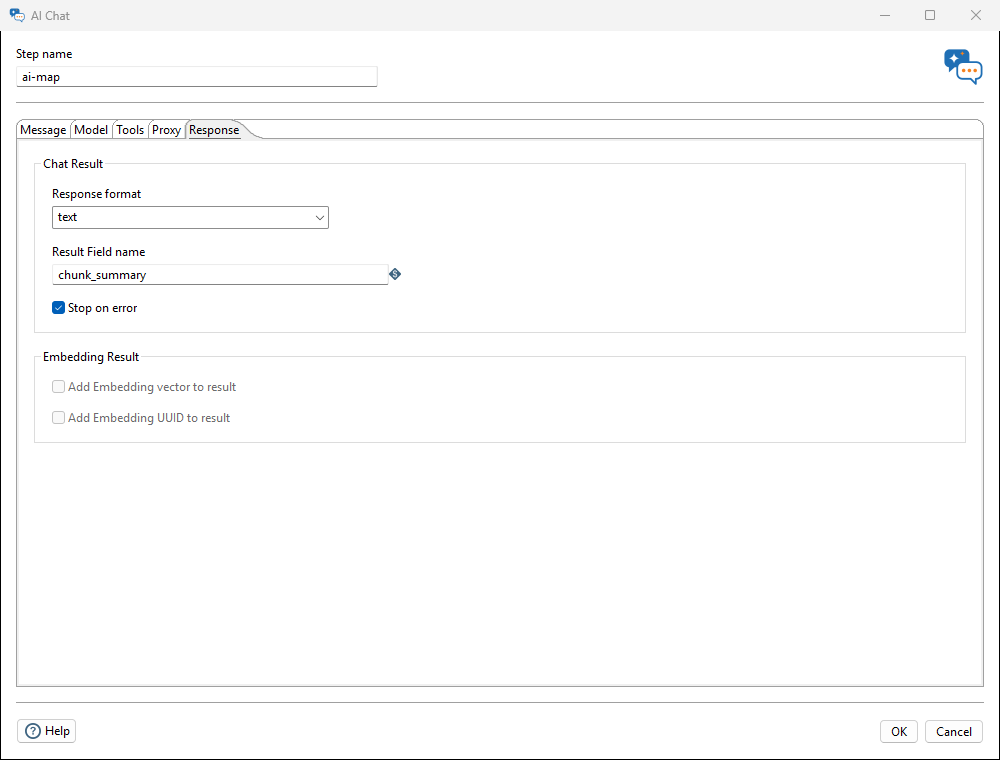 AI Chat
Step name
ai-map
Message Model Tools Proxy Response
Chat Result
Response format
text
Result Field name
chunk_summary
Stop on error
Embedding Result
Add Embedding vector to result
Add Embedding UUID to result
Help OK Cancel